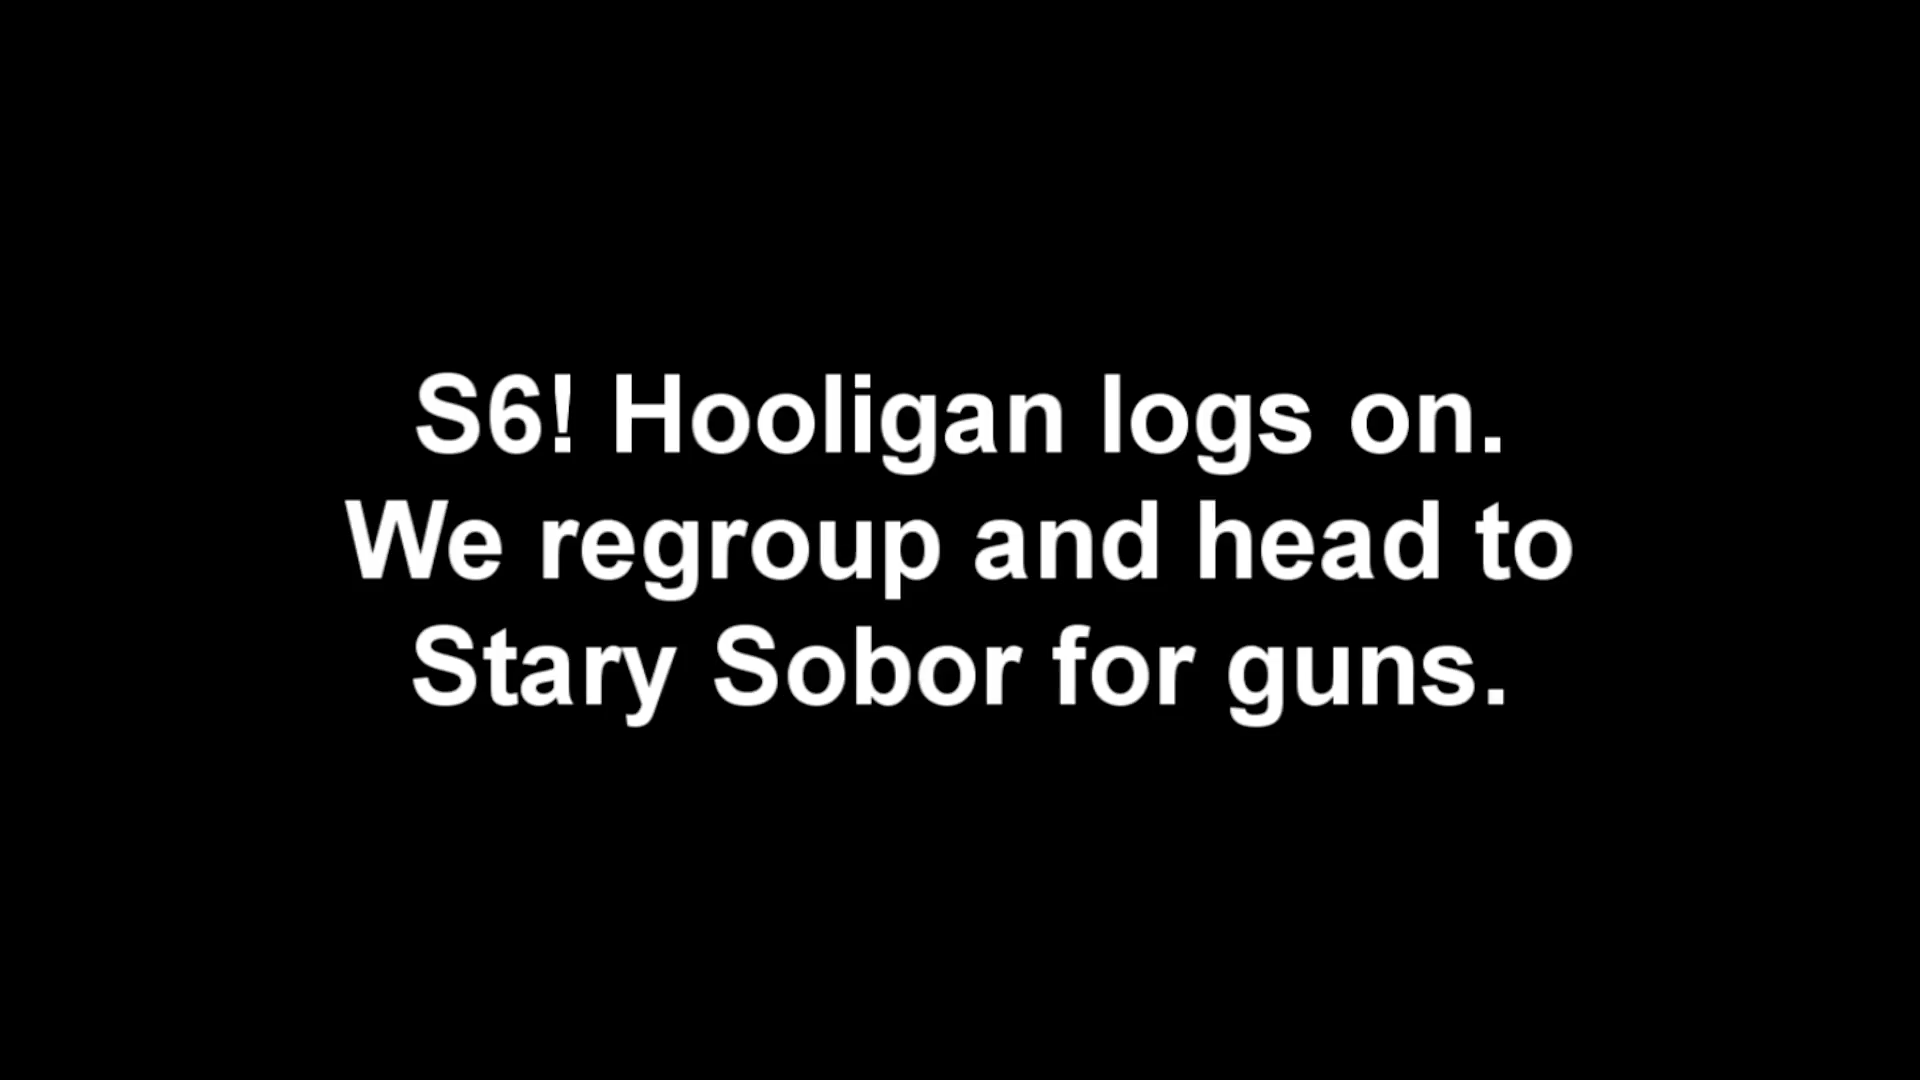 S6! Hooligan logs on.
We regroup and head to
Stary Sobor for guns.